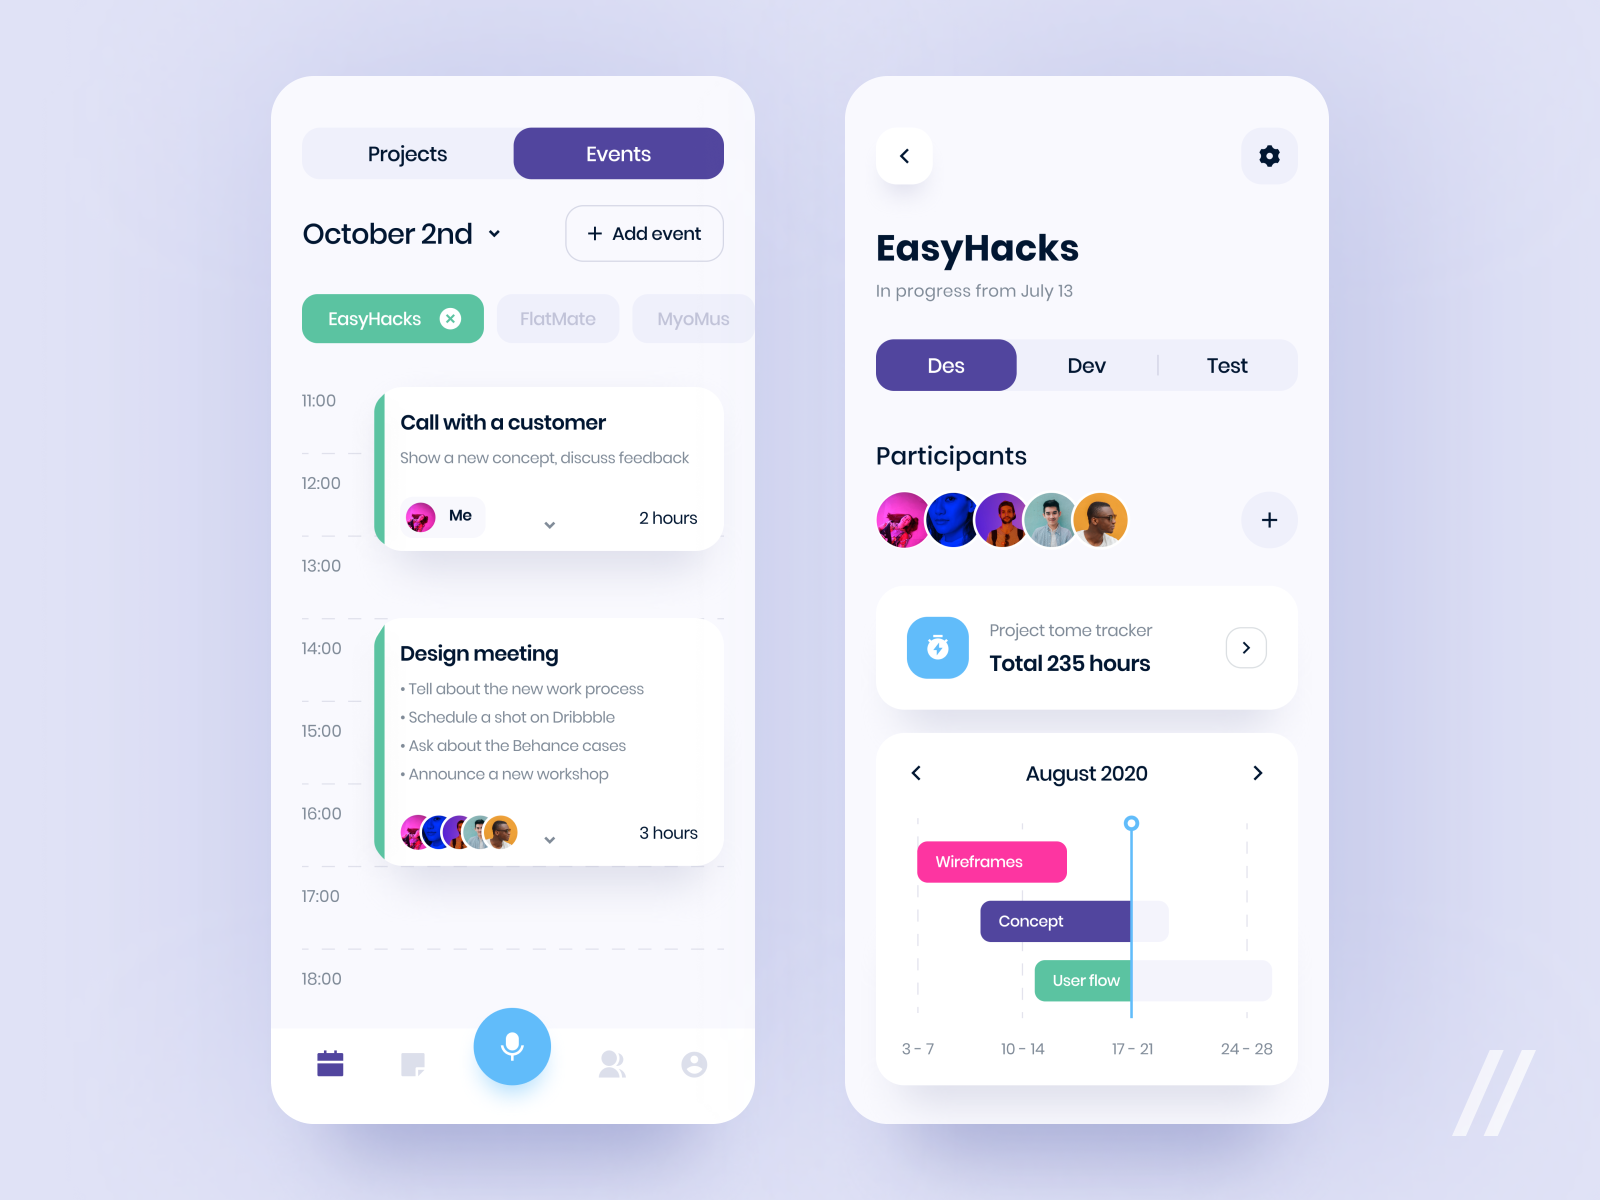 Projects
Events
October 2nd
+ Add event
EasyHacks
FlatMate
MyoMus
11:00
Call with a customer
Show a new concept, discuss feedback
12:00
Me
2 hours
13:00
14:00
Design meeting
• Tell about the new work process
• Schedule a shot on Dribbble
15:00
• Ask about the Behance cases
• Announce a new workshop
16:00
3 hours
17:00
18:00
EasyHacks
In progress from July 13
Des
Dev
Test
Participants
Project tome tracker
Total 235 hours
August 2020
Wireframes
Concept
User flow
3 - 7
10 - 14
17 - 21
24 - 28